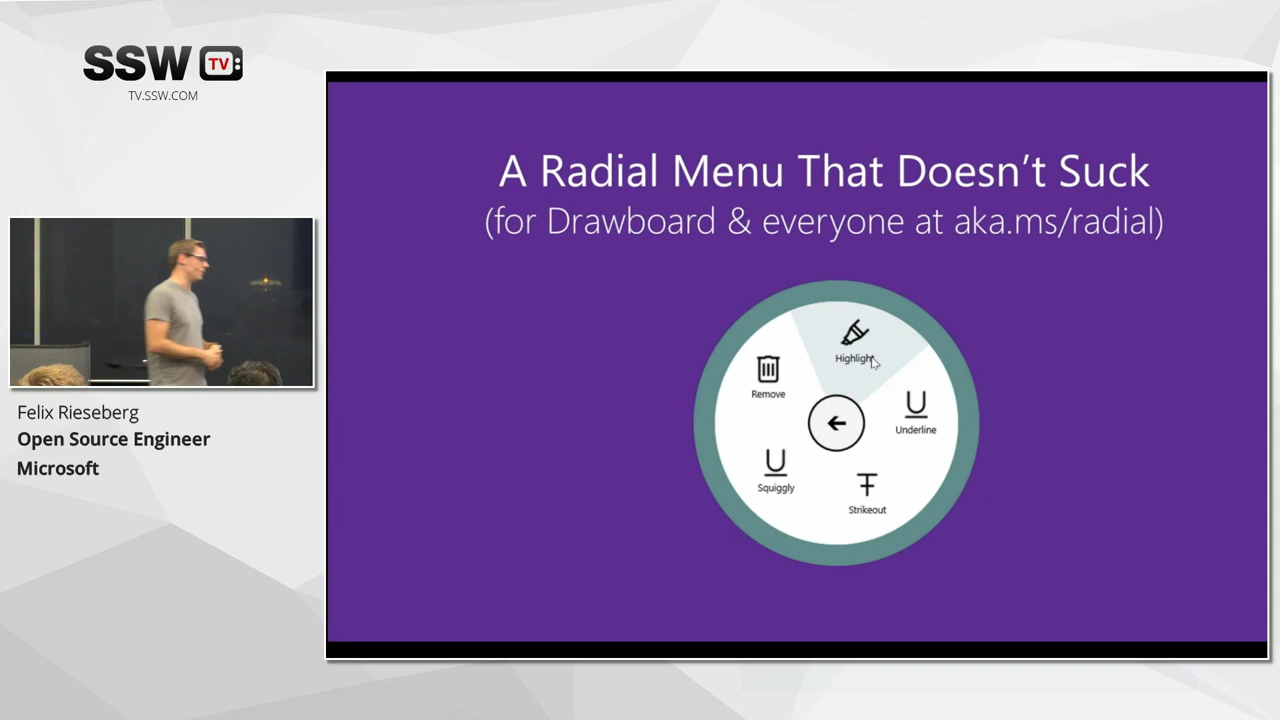 SSW TV
TV.SSW.COM
Felix Rieseberg
Open Source Engineer
Microsoft
A Radial Menu That Doesn't Suck
(for Drawboard & everyone at aka.ms/radial)
Highlight
Remove
Underline
Squiggly
Strikeout